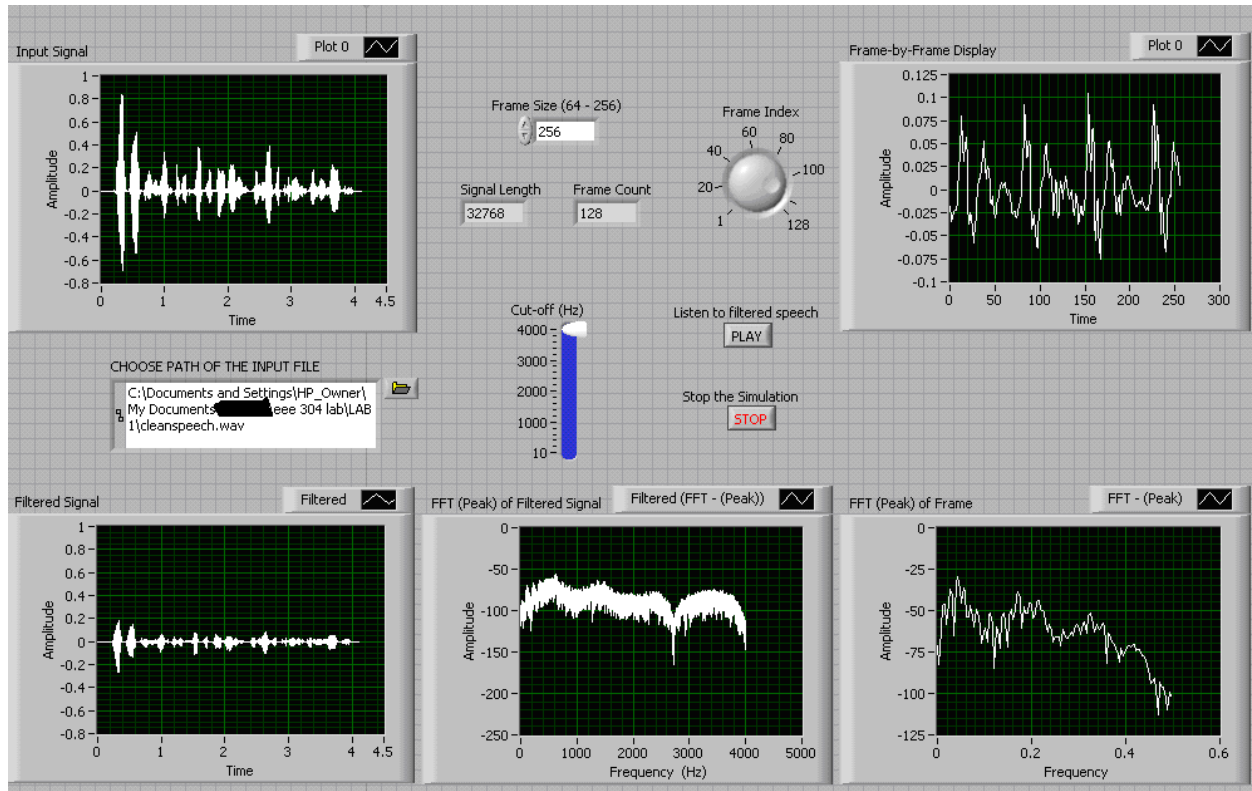 Input Signal
Plot 0
Amplitude
1
0.8
0.6
0.4
0.2
0
-0.2
-0.4
-0.6
-0.8
0 1 2 3 4 4.5
Time
Frame Size (64 - 256)
256
Signal Length
32768
Frame Count
128
Frame Index
1 20 40 60 80 100 128
Frame-by-Frame Display
Plot 0
Amplitude
0.125
0.1
0.075
0.05
0.025
0
-0.025
-0.05
-0.075
-0.1
0 50 100 150 200 250 300
Time
CHOOSE PATH OF THE INPUT FILE
C:\Documents and Settings\HP_Owner\
My Documents eee 304 lab\LAB
1\cleanspeech.wav
Cut-off (Hz)
4000
3000
2000
1000
10
Listen to filtered speech
PLAY
Stop the Simulation
STOP
Filtered Signal
Filtered
Amplitude
1
0.8
0.6
0.4
0.2
0
-0.2
-0.4
-0.6
-0.8
0 1 2 3 4 4.5
Time
FFT (Peak) of Filtered Signal
Filtered (FFT - (Peak))
Amplitude
0
-50
-100
-150
-200
-250
0 1000 2000 3000 4000 5000
Frequency (Hz)
FFT (Peak) of Frame
FFT - (Peak)
Amplitude
0
-25
-50
-75
-100
-125
0 0.2 0.4 0.6
Frequency